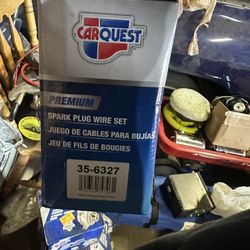 CARQUEST
PREMIUM
SPARK PLUG WIRE SET
JUEGO DE CABLES PARA BUJÍAS
JEU DE FILS DE BOUGIES
35-6327